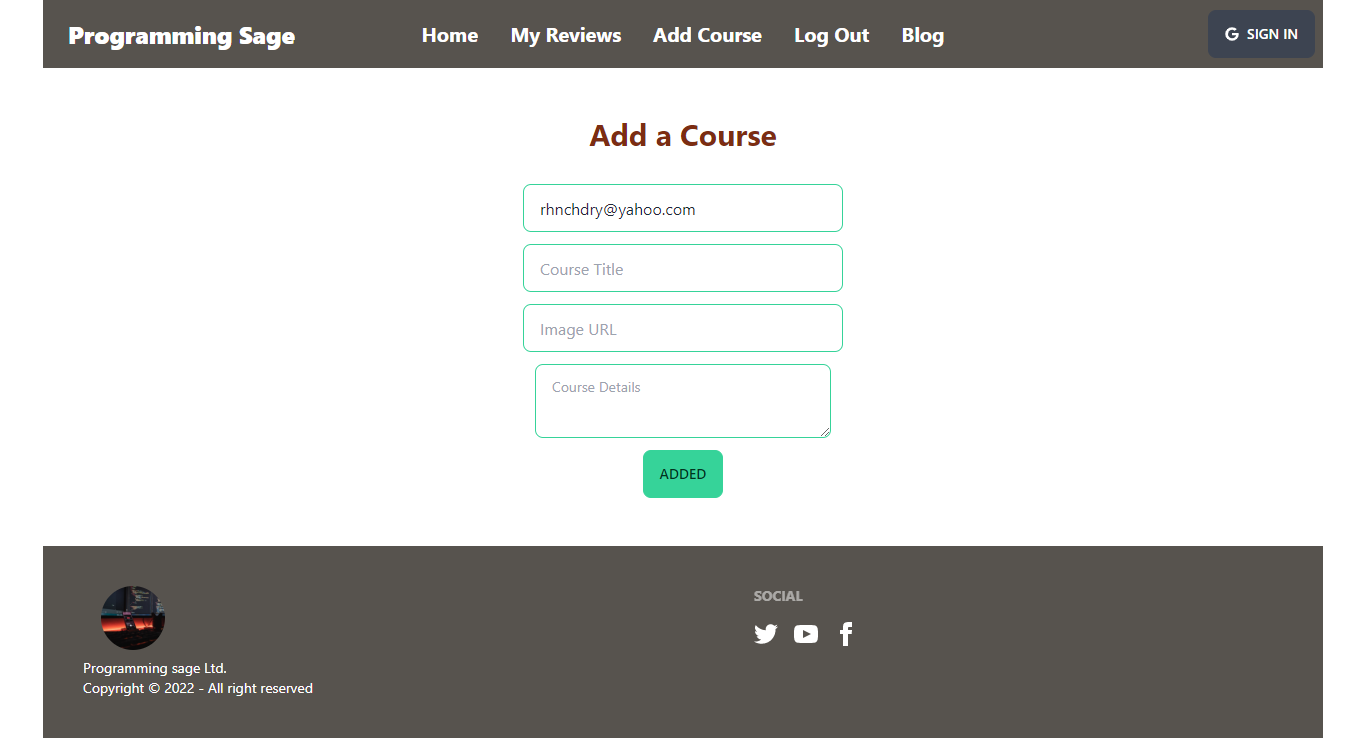 Programming Sage Home My Reviews Add Course Log Out Blog G SIGN IN
Add a Course
rhnchdry@yahoo.com
Course Title
Image URL
Course Details
ADDED
SOCIAL
Programming sage Ltd.
Copyright © 2022 - All right reserved